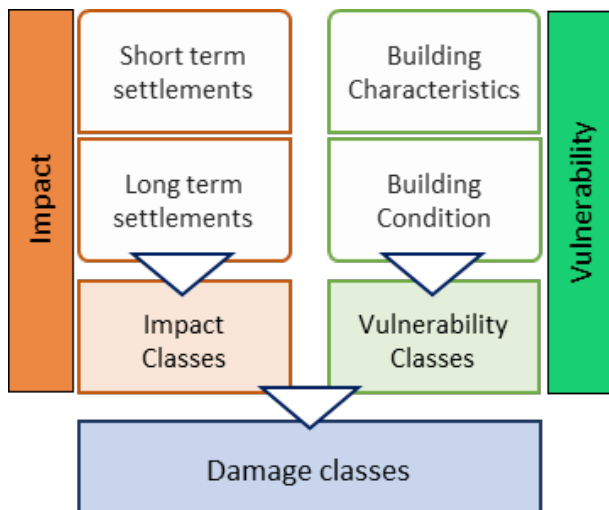 Impact
Short term
settlements
Long term
settlements
Impact
Classes
Building
Characteristics
Building
Condition
Vulnerability
Classes
Vulnerability
Damage classes